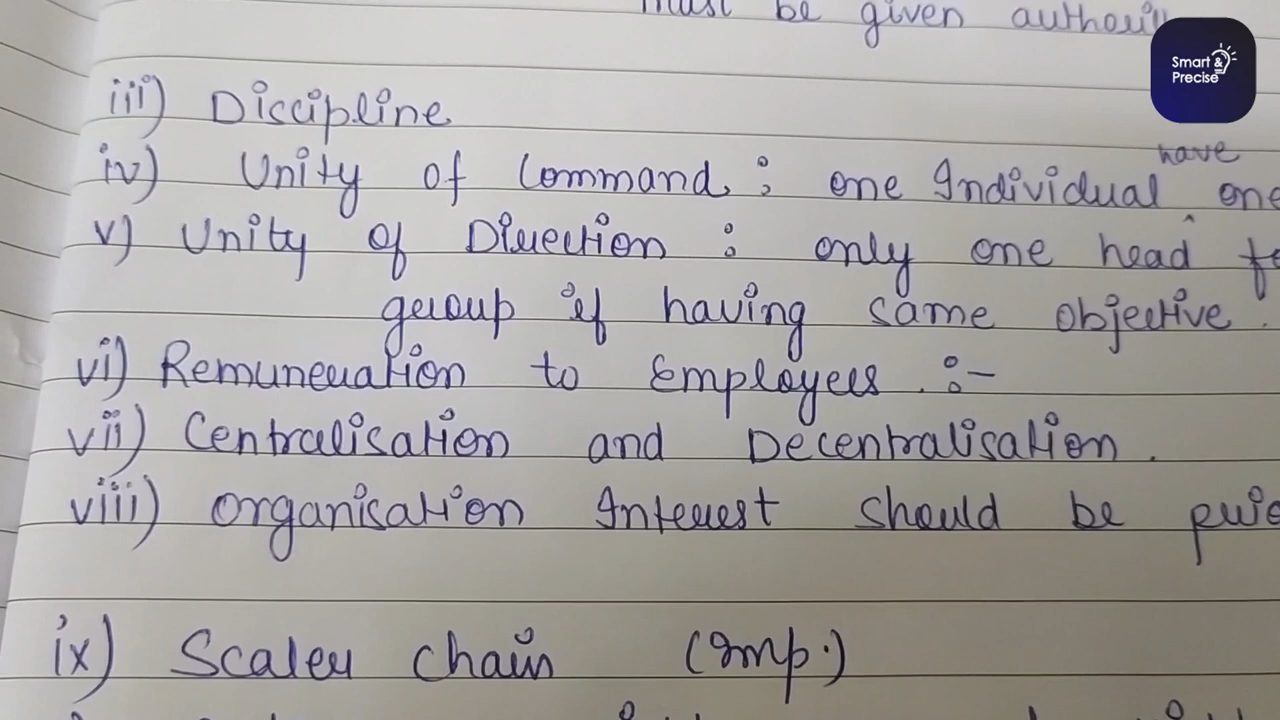 must be given
Smart &
Precise
iii) Discipline
iv) Unity of Command : one Individual have one
v) Unity of Direction : only one head
group if having same objective.
vi) Remuneration to Employees :-
vii) Centralisation and Decentralisation.
viii) Organisation Interest should be
ix) Scaler chain (Imp.)